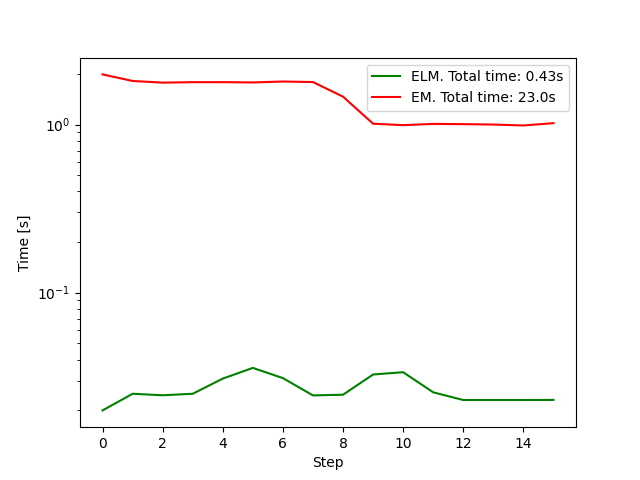 ELM. Total time: 0.43s
EM. Total time: 23.0s
10⁰
10⁻¹
Time [s]
0 2 4 6 8 10 12 14
Step